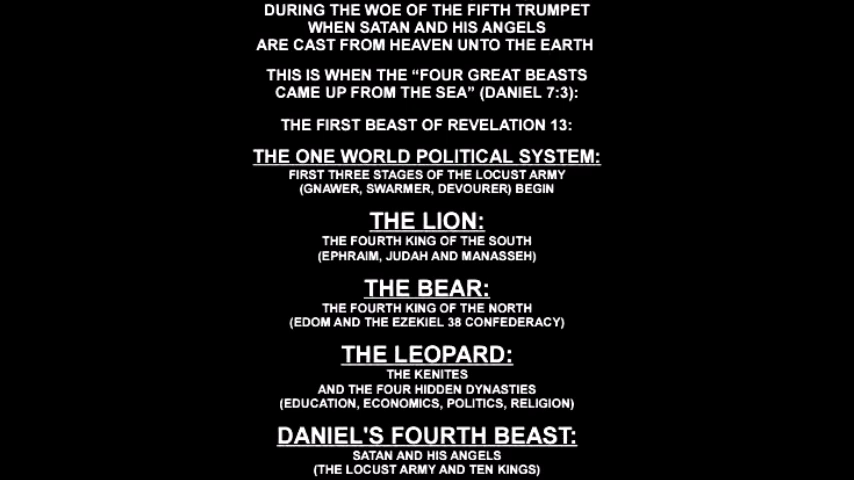 DURING THE WOE OF THE FIFTH TRUMPET
WHEN SATAN AND HIS ANGELS
ARE CAST FROM HEAVEN UNTO THE EARTH
THIS IS WHEN THE “FOUR GREAT BEASTS
CAME UP FROM THE SEA” (DANIEL 7:3):
THE FIRST BEAST OF REVELATION 13:
THE ONE WORLD POLITICAL SYSTEM:
FIRST THREE STAGES OF THE LOCUST ARMY
(GNAWER, SWARMER, DEVOURER) BEGIN
THE LION:
THE FOURTH KING OF THE SOUTH
(EPHRAIM, JUDAH AND MANASSEH)
THE BEAR:
THE FOURTH KING OF THE NORTH
(EDOM AND THE EZEKIEL 38 CONFEDERACY)
THE LEOPARD:
THE KENITES
AND THE FOUR HIDDEN DYNASTIES
(EDUCATION, ECONOMICS, POLITICS, RELIGION)
DANIEL'S FOURTH BEAST:
SATAN AND HIS ANGELS
(THE LOCUST ARMY AND TEN KINGS)